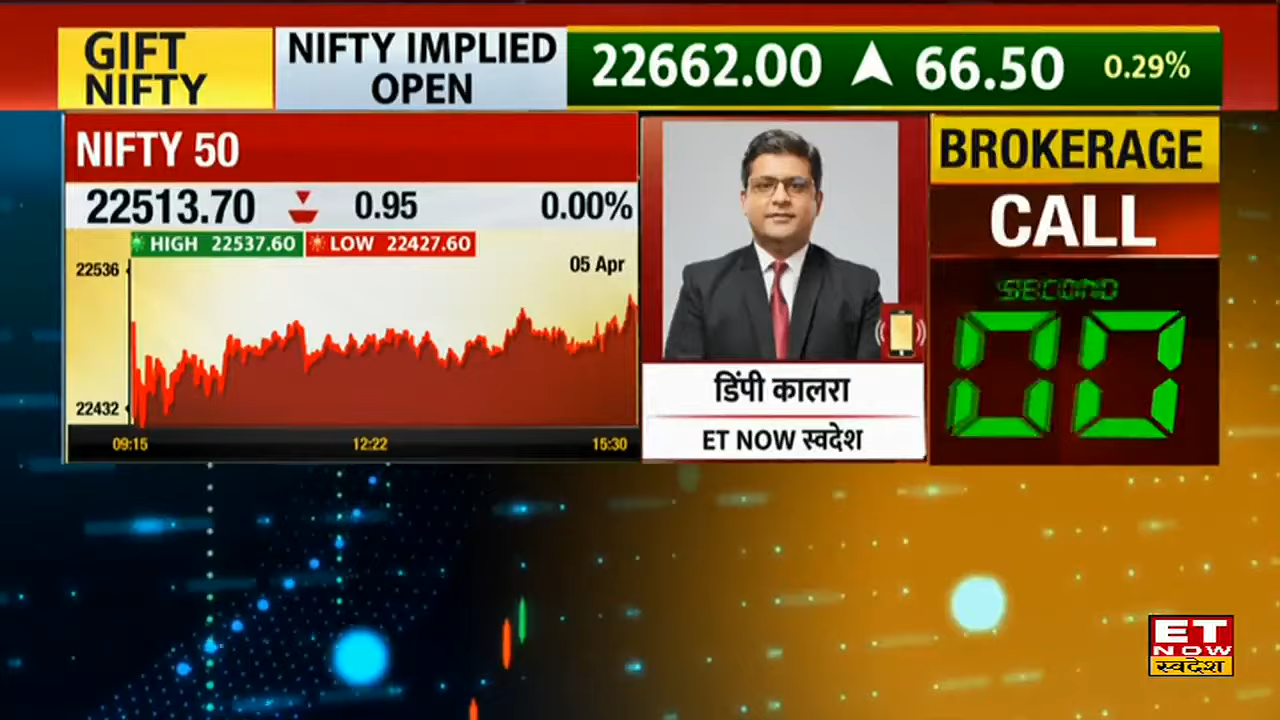 GIFT
NIFTY
NIFTY IMPLIED
OPEN
22662.00 ▲ 66.50 0.29%
NIFTY 50
22513.70 0.95 0.00%
HIGH 22537.60 LOW 22427.60
22536
05 Apr
22432
09:15 12:22 15:30
डिंपी कालरा
ET NOW स्वदेश
BROKERAGE
CALL
SECOND
00
ET
NOW
स्वदेश